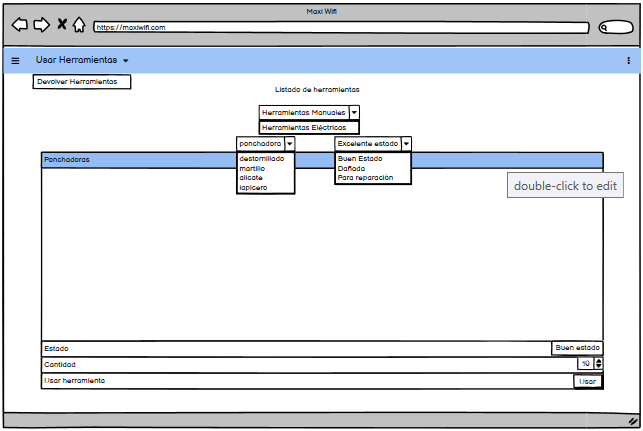 Maxi Wifi
https://maxiwifi.com
Usar Herramientas
Devolver Herramientas
Listado de herramientas
Herramientas Manuales
Herramientas Eléctricas
ponchadora
Excelente estado
Ponchadoras
destornillado
Buen Estado
martillo
Dañada
alicate
Para reparación
lapicero
double-click to edit
Estado
Buen estado
Cantidad
10
Usar herramienta
Usar